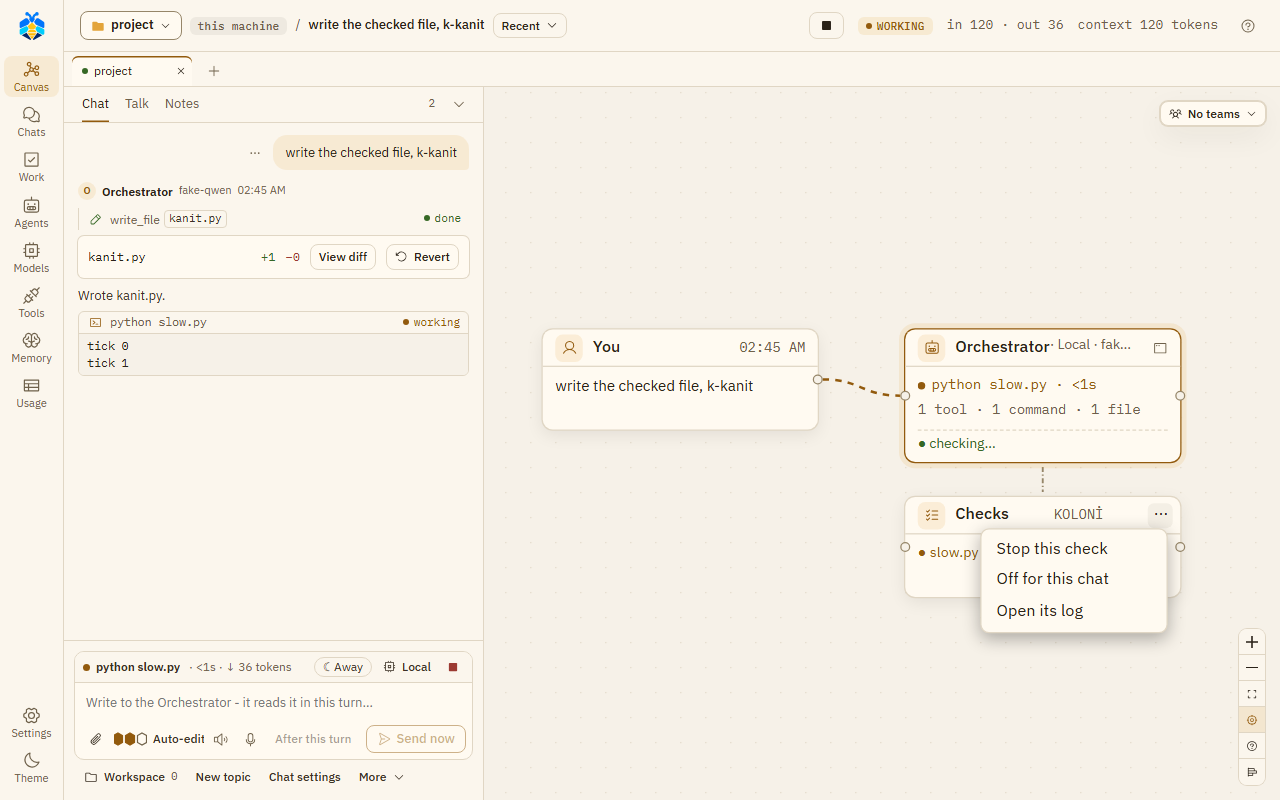 project
this machine
/
write the checked file, k-kanit
Recent
WORKING
in 120 · out 36 context 120 tokens
Canvas
Chats
Work
Agents
Models
Tools
Memory
Usage
Settings
Theme
project
Chat
Talk
Notes
2
write the checked file, k-kanit
O
Orchestrator
fake-qwen 02:45 AM
write_file
kanit.py
done
kanit.py
+1 −0
View diff
Revert
Wrote kanit.py.
python slow.py
working
tick 0
tick 1
python slow.py
· <1s · ↓ 36 tokens
Away
Local
Write to the Orchestrator - it reads it in this turn...
Auto-edit
After this turn
Send now
Workspace 0
New topic
Chat settings
More
No teams
You
02:45 AM
write the checked file, k-kanit
Orchestrator
· Local · fak...
python slow.py · <1s
1 tool · 1 command · 1 file
checking...
Checks
KOLONİ
slow.py
Stop this check
Off for this chat
Open its log